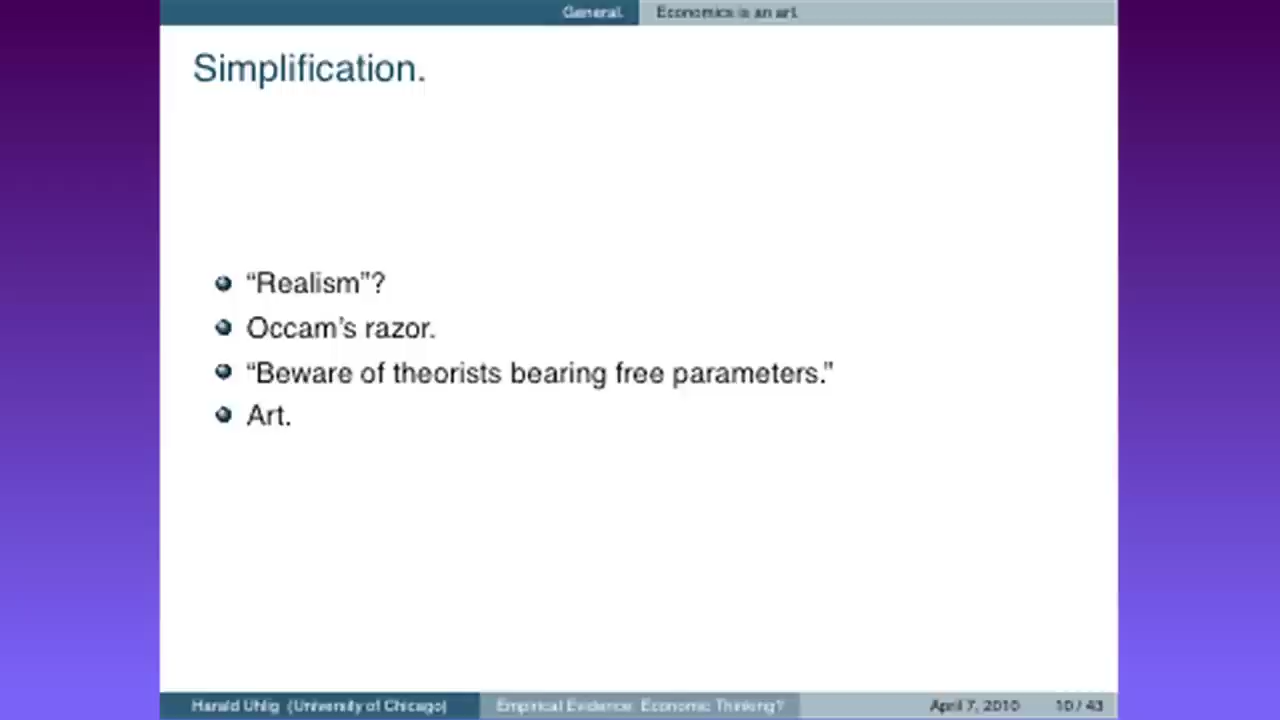 General. Economics is an art.
Simplification.
“Realism”?
Occam’s razor.
“Beware of theorists bearing free parameters.”
Art.
Harald Uhlig (University of Chicago) Empirical Evidence: Economic Thinking? April 7, 2010 10 / 43